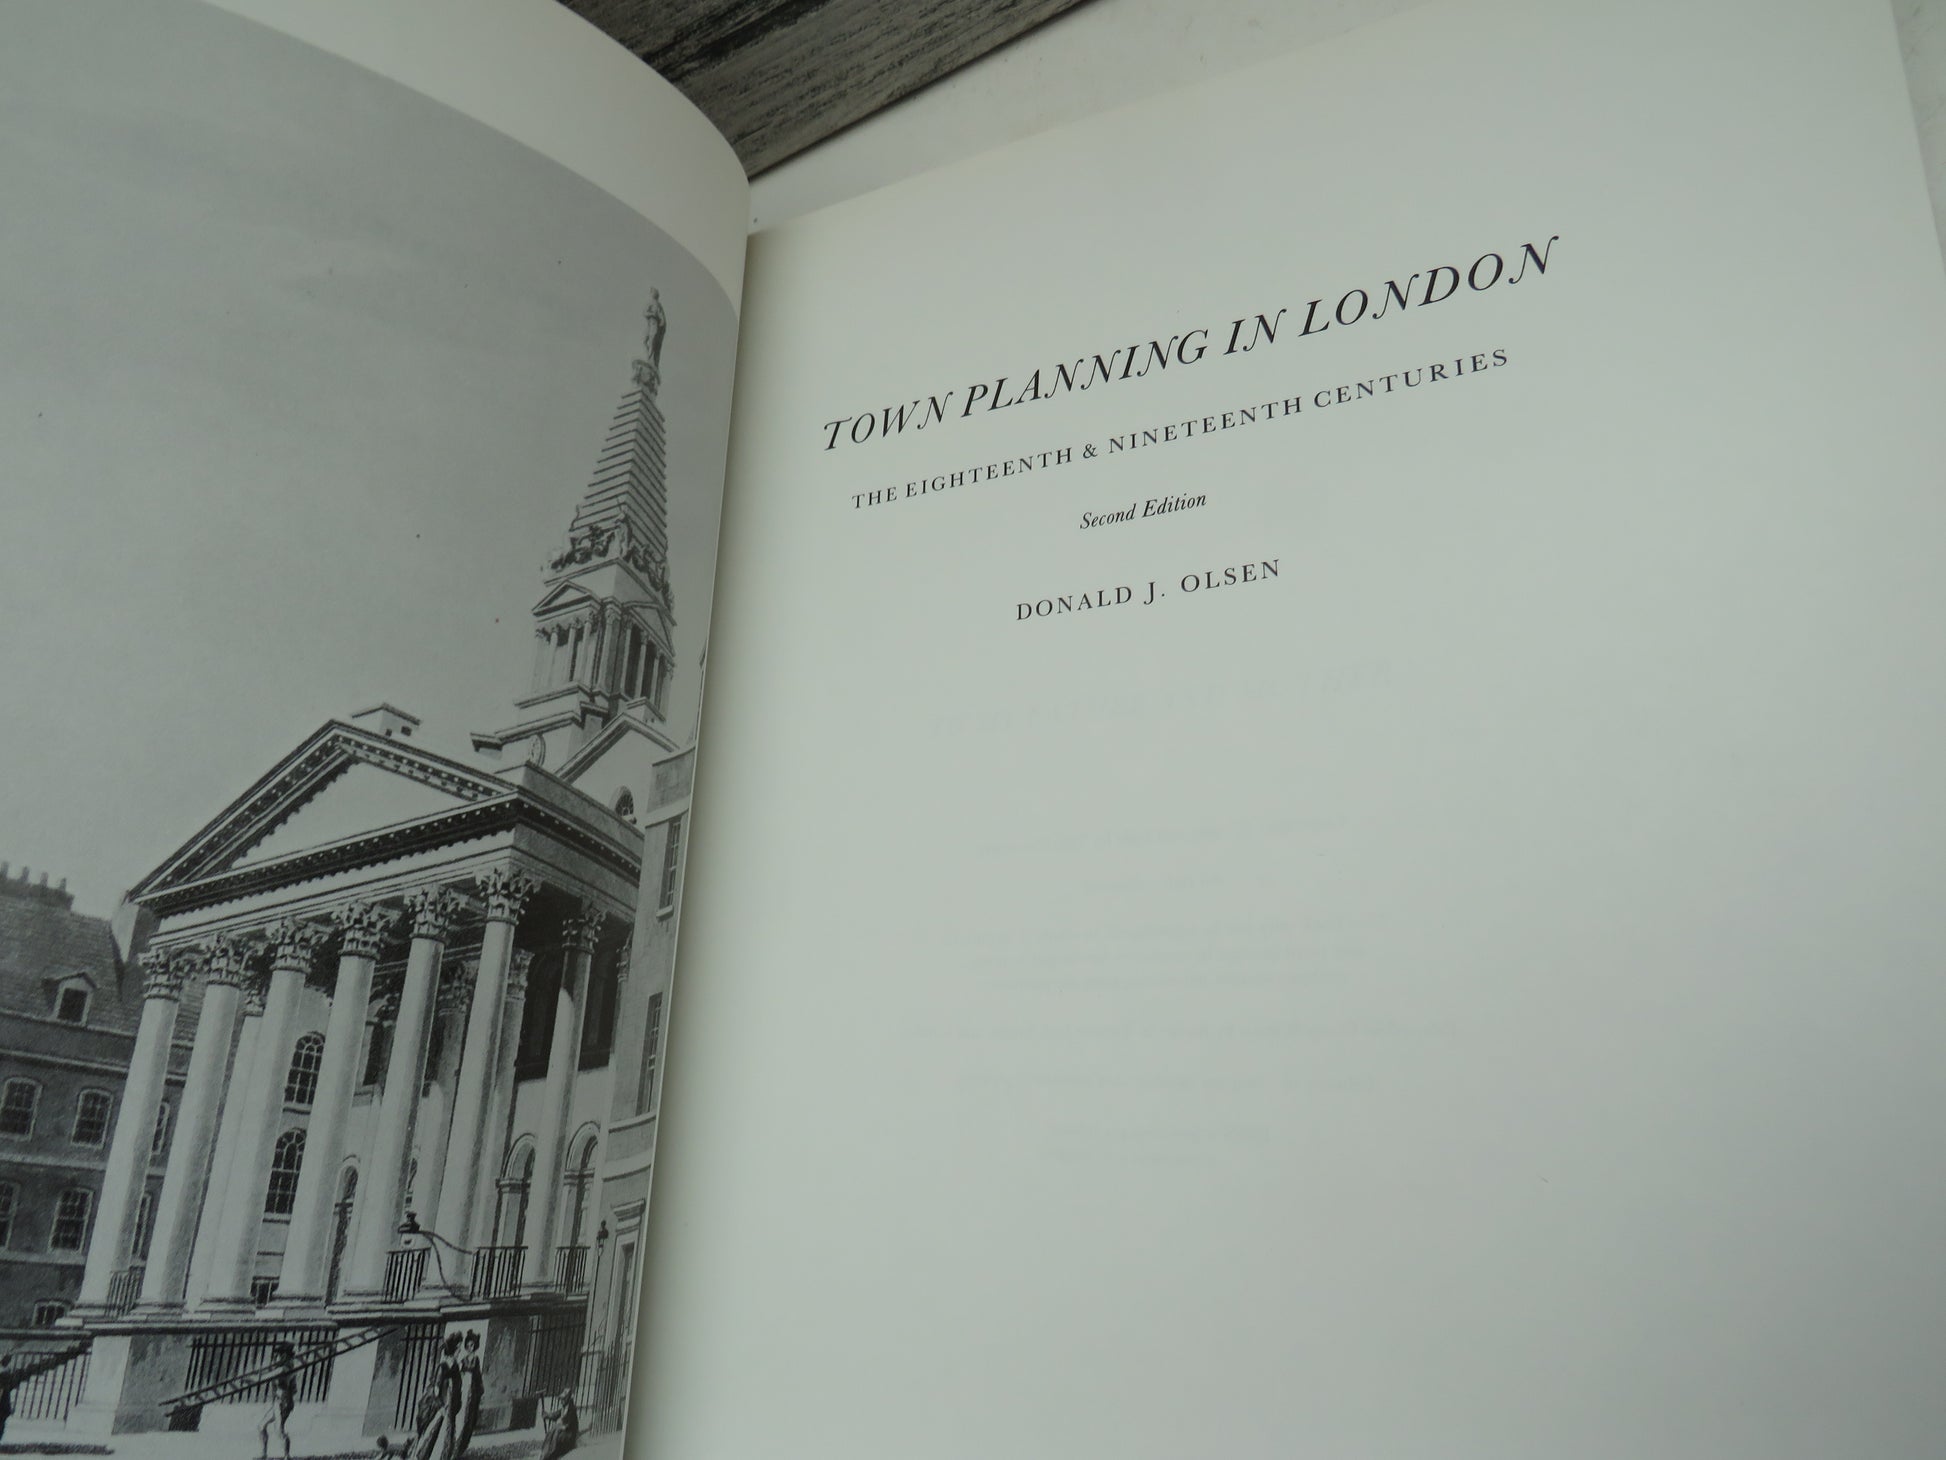 TOWN PLANNING IN LONDON
THE EIGHTEENTH & NINETEENTH CENTURIES
Second Edition
DONALD J. OLSEN